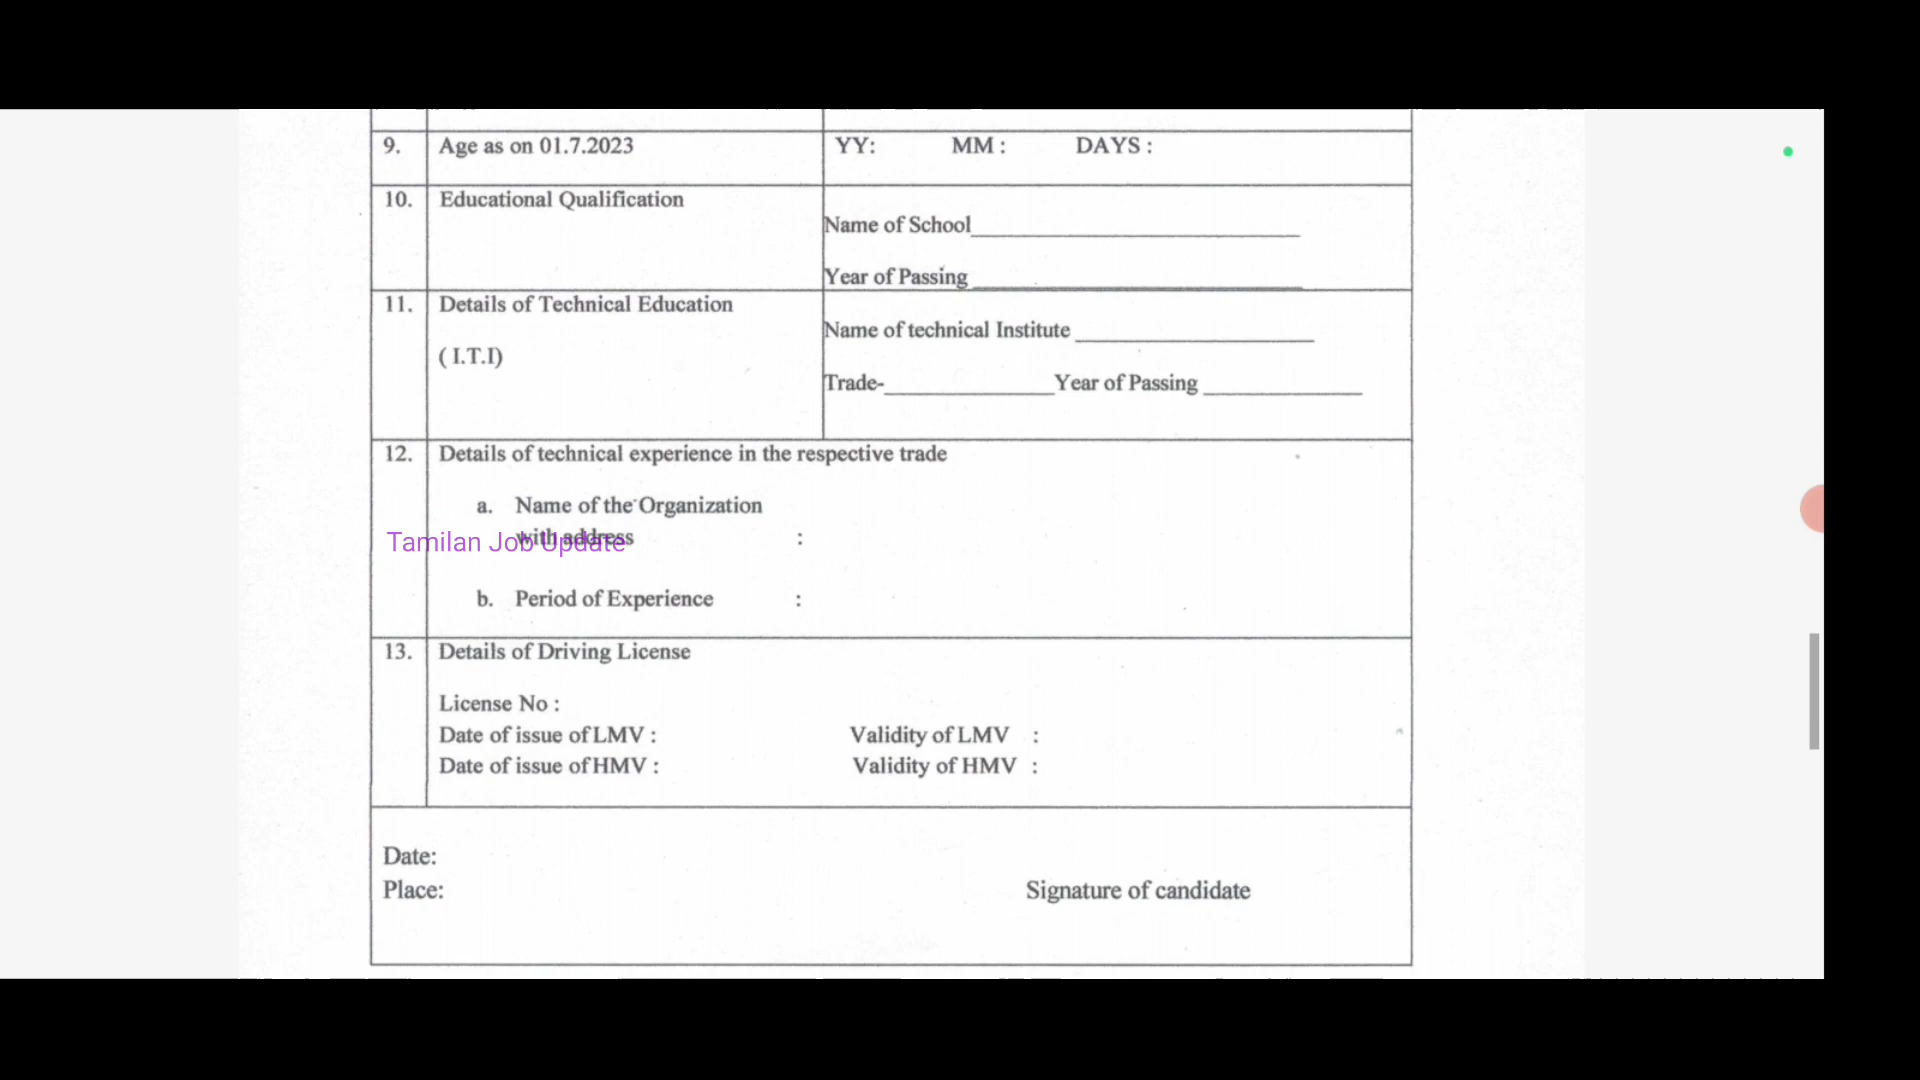 9. Age as on 01.7.2023 YY: MM : DAYS :
10. Educational Qualification
Name of School
Year of Passing
11. Details of Technical Education
Name of technical Institute
( I.T.I)
Trade- Year of Passing
12. Details of technical experience in the respective trade
a. Name of the Organization
with address :
Tamilan Job Update
b. Period of Experience :
13. Details of Driving License
License No :
Date of issue of LMV : Validity of LMV :
Date of issue of HMV : Validity of HMV :
Date:
Place: Signature of candidate